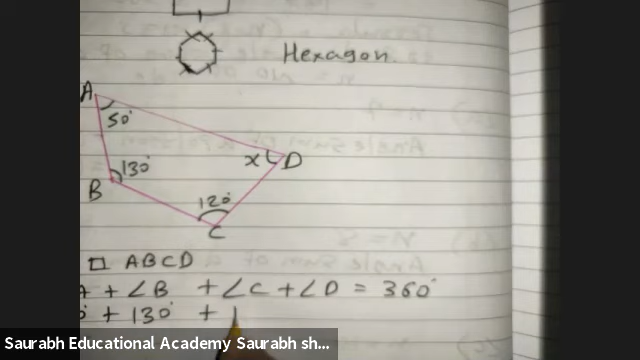 Hexagon
A
50°
x D
130°
B
120°
C
□ ABCD
+ ∠B + ∠C + ∠D = 360°
+ 130° +
Saurabh Educational Academy Saurabh sh...